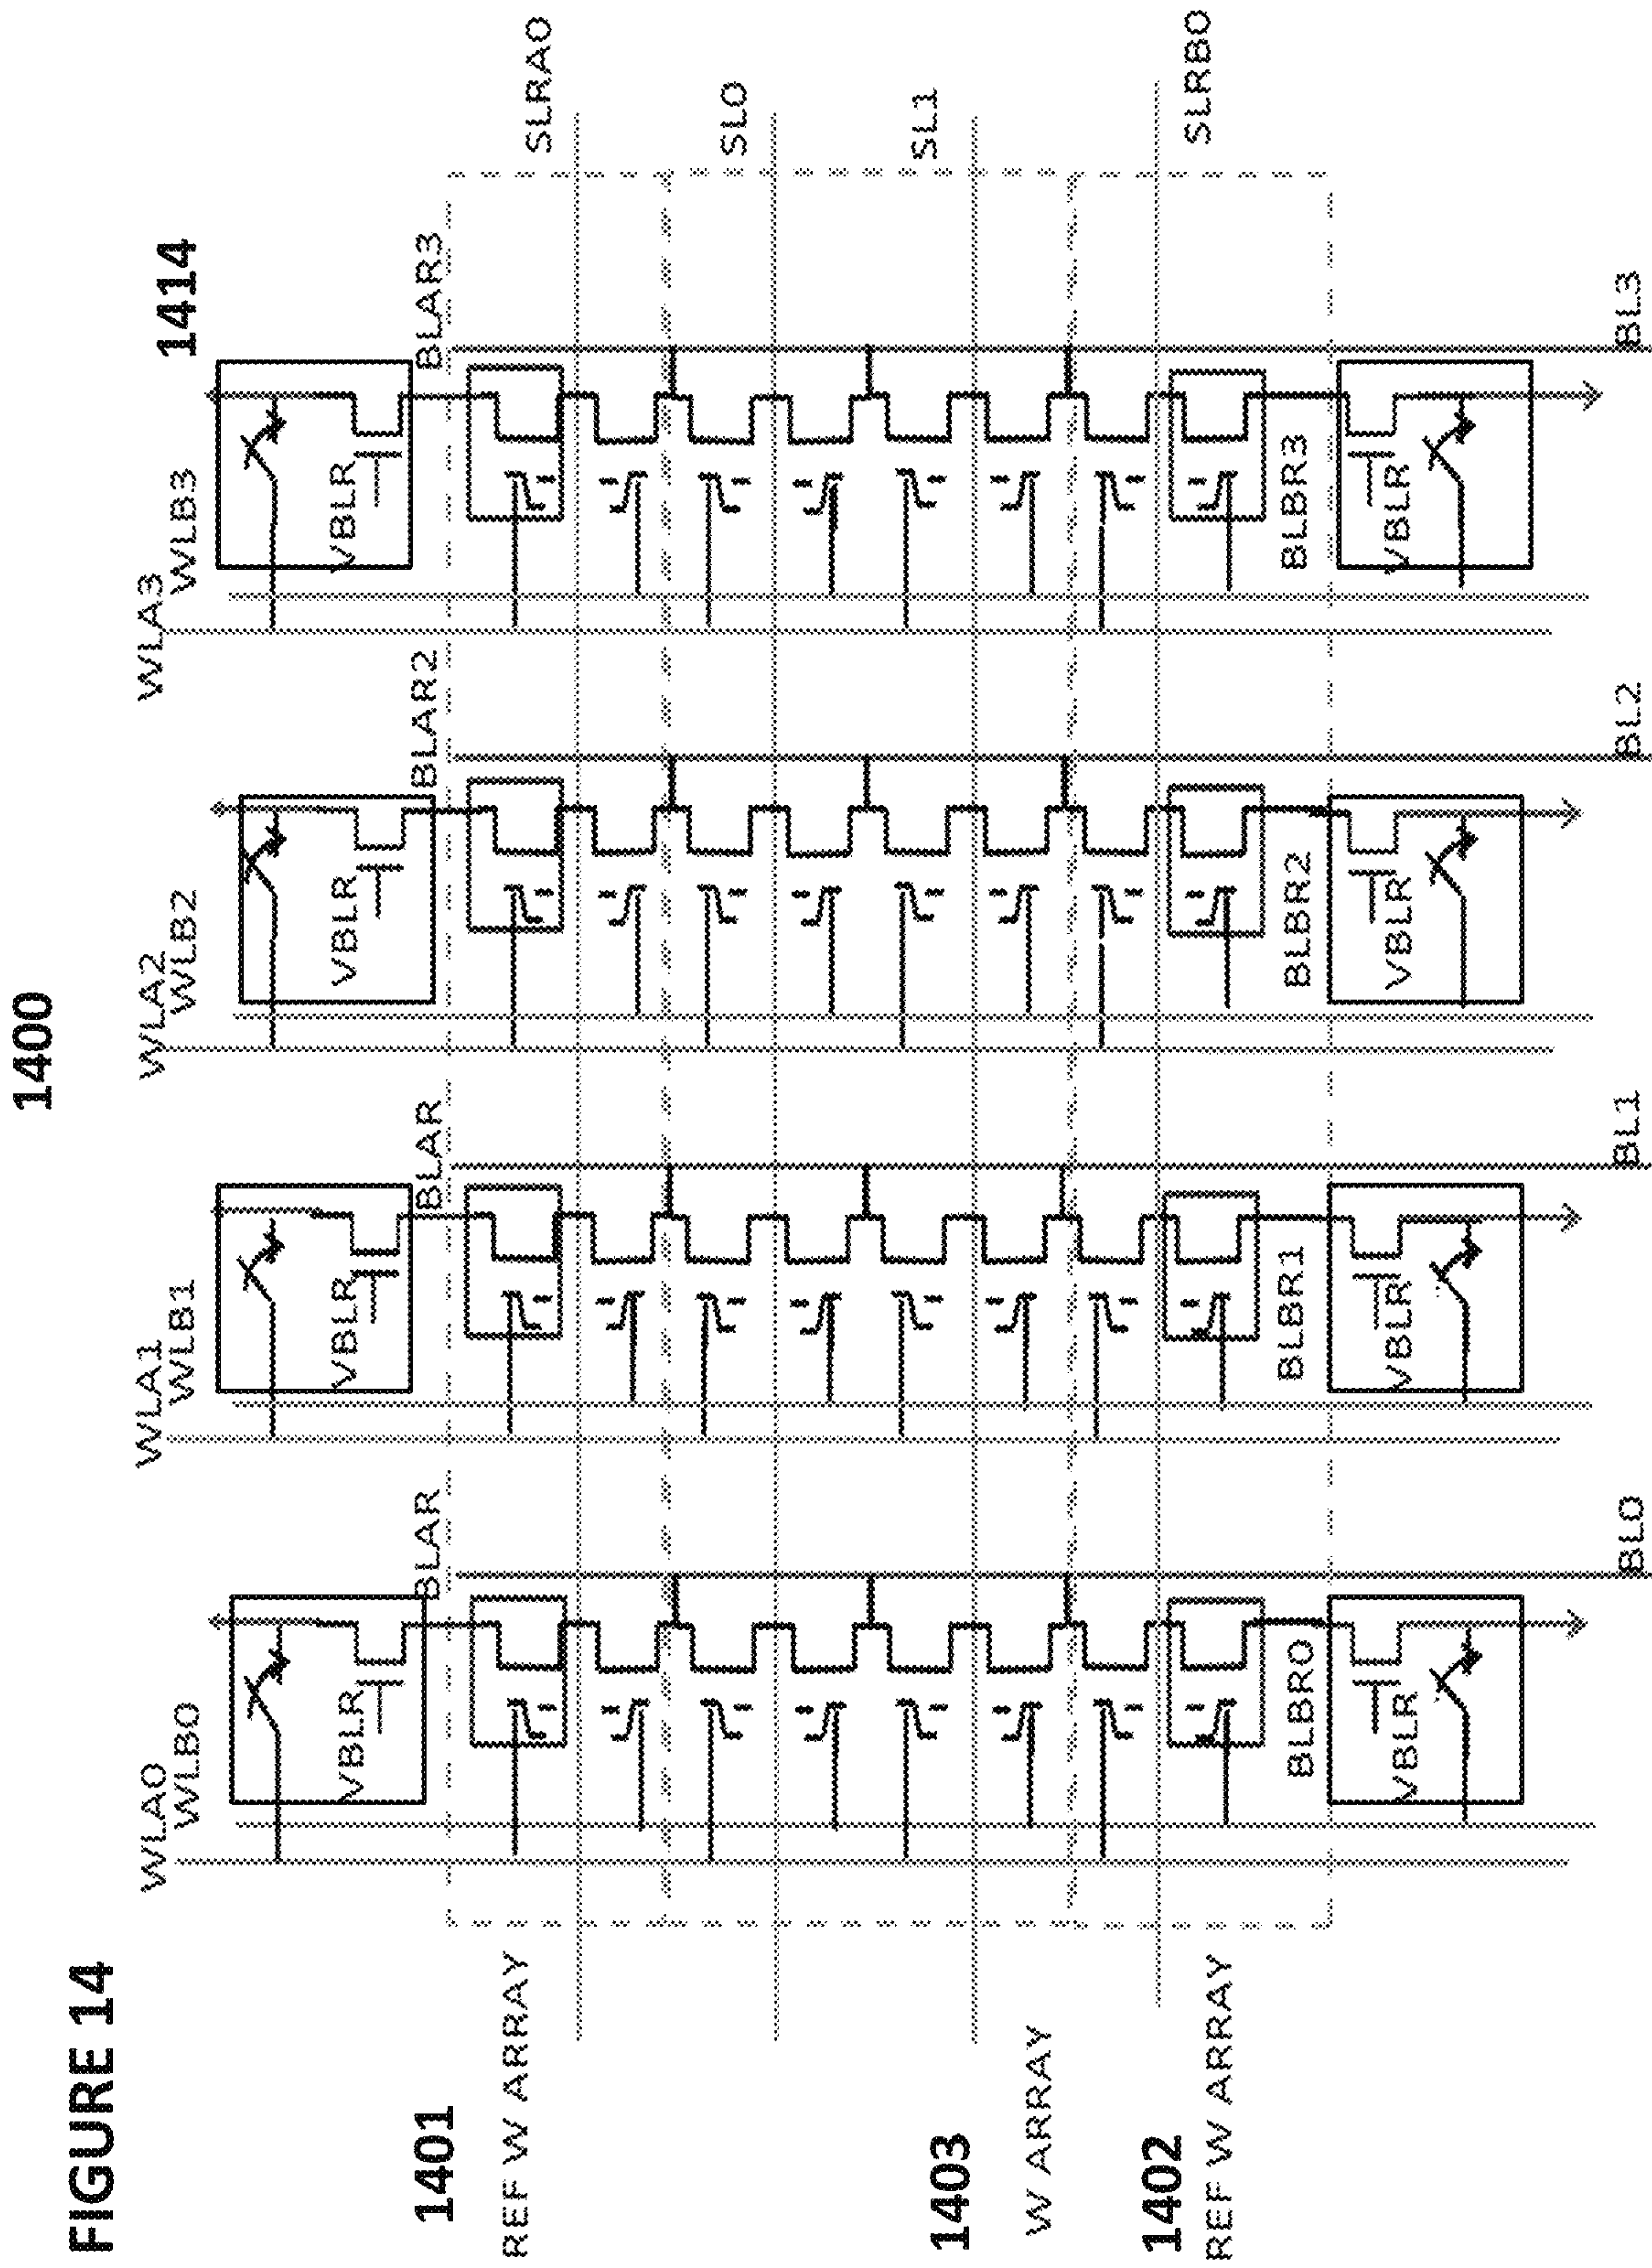 FIGURE 14
1400
1414
WLA0
WLB0
WLA1
WLB1
WLA2
WLB2
WLA3
WLB3
VBLR
VBLR
VBLR
VBLR
BLAR
BLAR
BLAR2
BLAR3
1401
REF W ARRAY
SLRA0
SL0
1403
W ARRAY
SL1
1402
REF W ARRAY
SLRB0
BLBR0
BLBR1
BLBR2
BLBR3
VBLR
VBLR
VBLR
VBLR
BL0
BL1
BL2
BL3